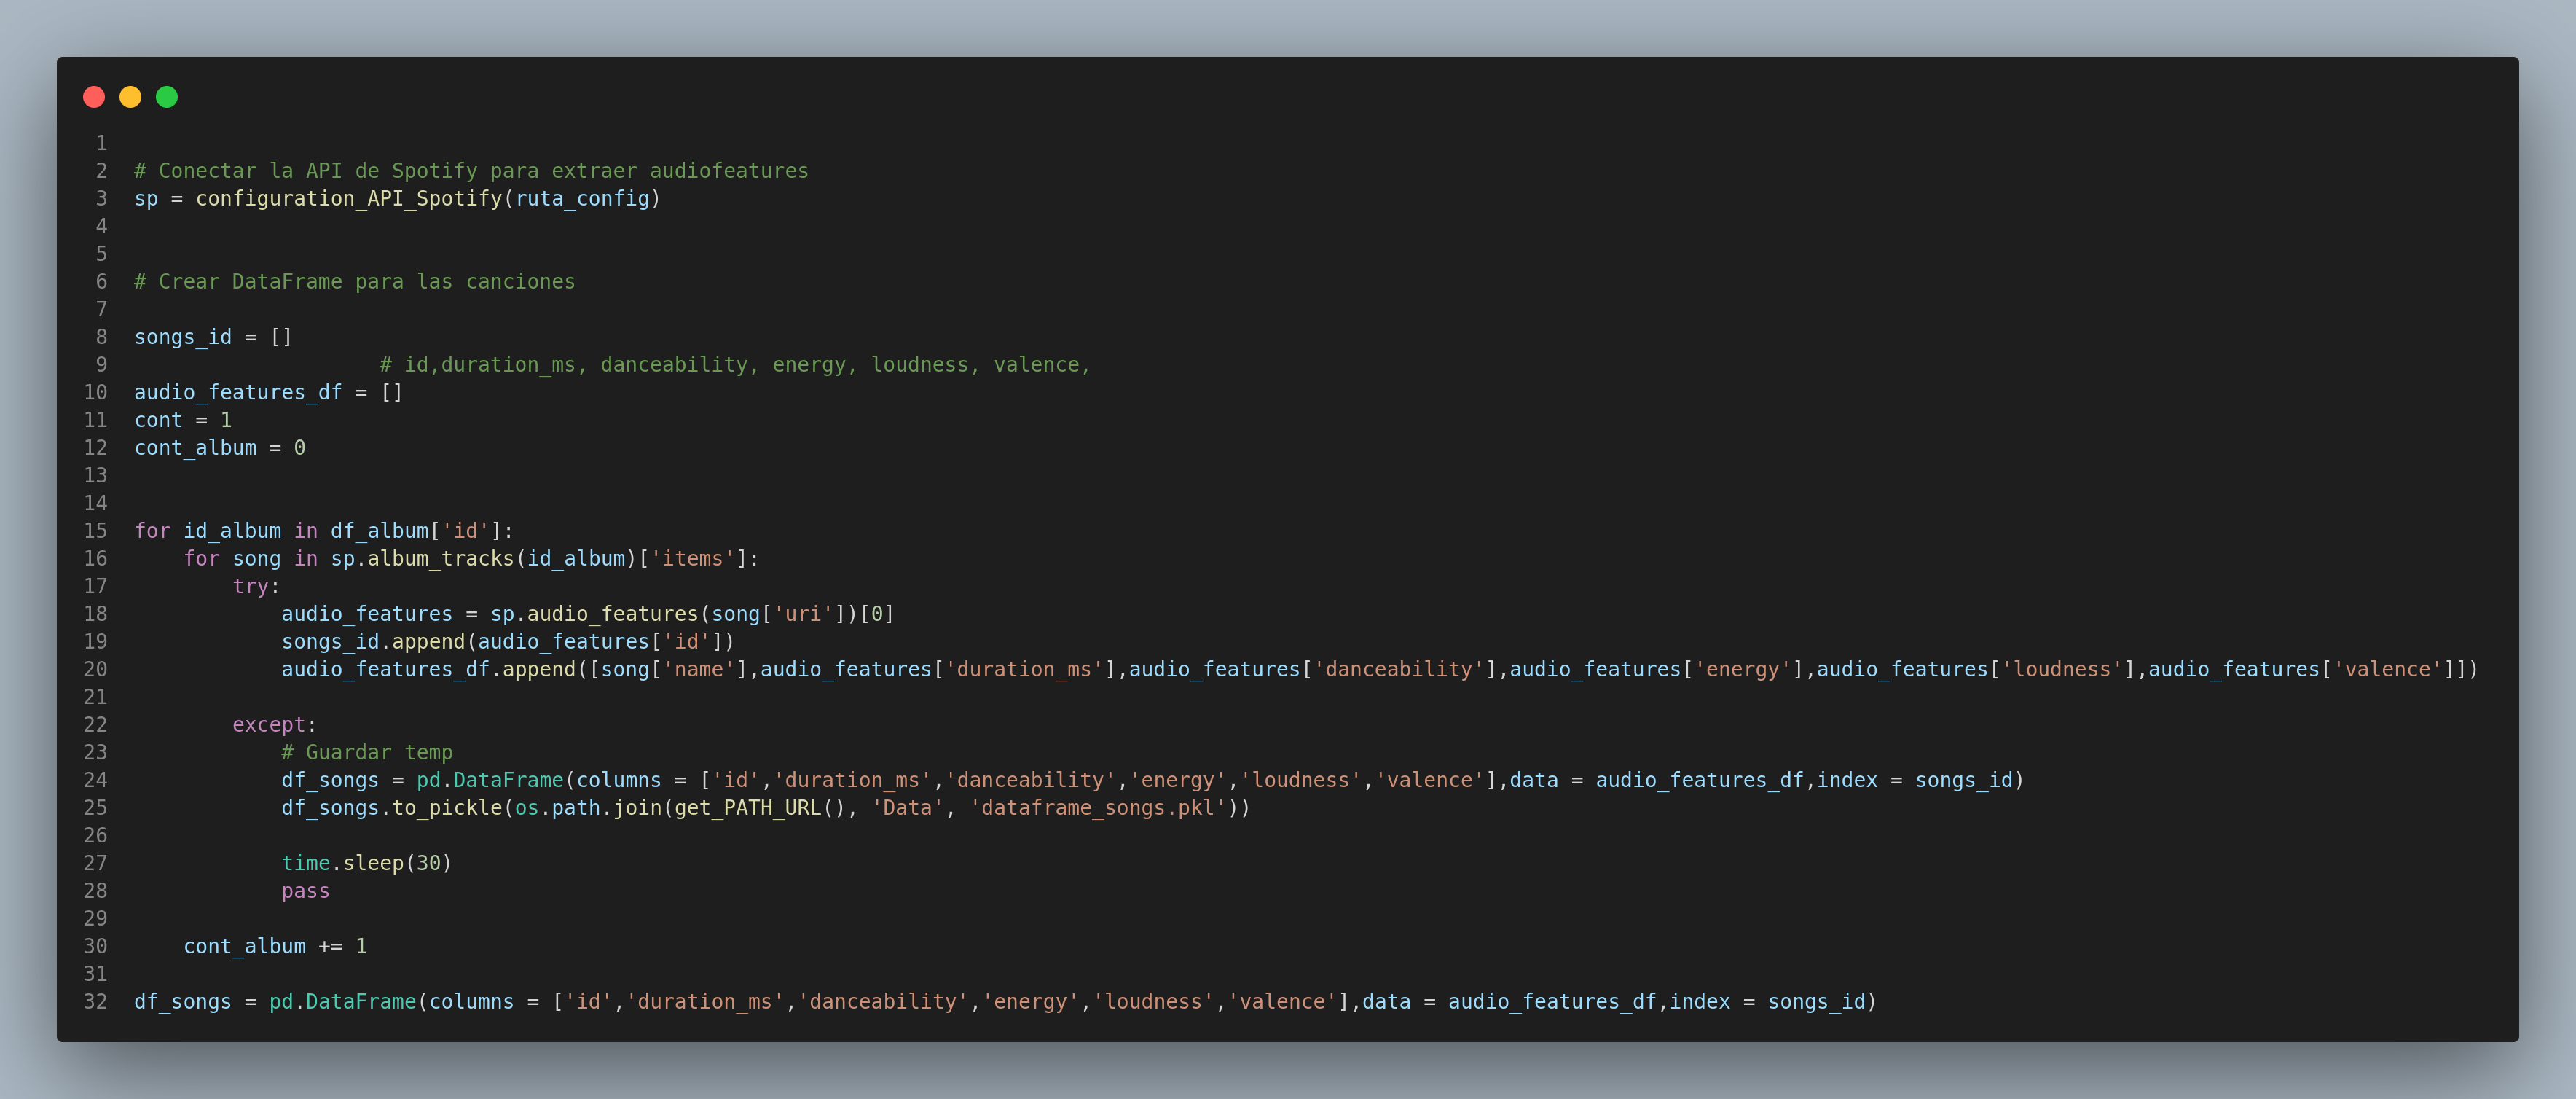 1
2 # Conectar la API de Spotify para extraer audiofeatures
3 sp = configuration_API_Spotify(ruta_config)
4
5
6 # Crear DataFrame para las canciones
7
8 songs_id = []
9                     # id,duration_ms, danceability, energy, loudness, valence,
10 audio_features_df = []
11 cont = 1
12 cont_album = 0
13
14
15 for id_album in df_album['id']:
16     for song in sp.album_tracks(id_album)['items']:
17         try:
18             audio_features = sp.audio_features(song['uri'])[0]
19             songs_id.append(audio_features['id'])
20             audio_features_df.append([song['name'],audio_features['duration_ms'],audio_features['danceability'],audio_features['energy'],audio_features['loudness'],audio_features['valence']])
21
22         except:
23             # Guardar temp
24             df_songs = pd.DataFrame(columns = ['id','duration_ms','danceability','energy','loudness','valence'],data = audio_features_df,index = songs_id)
25             df_songs.to_pickle(os.path.join(get_PATH_URL(), 'Data', 'dataframe_songs.pkl'))
26
27             time.sleep(30)
28             pass
29
30     cont_album += 1
31
32 df_songs = pd.DataFrame(columns = ['id','duration_ms','danceability','energy','loudness','valence'],data = audio_features_df,index = songs_id)